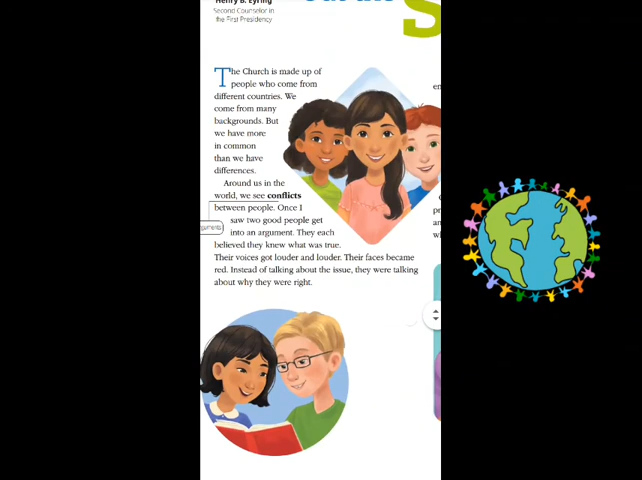 Henry B. Eyring
Second Counselor in
the First Presidency
S
The Church is made up of
people who come from
different countries. We
come from many
backgrounds. But
we have more
in common
than we have
differences.
Around us in the
world, we see conflicts
between people. Once I
saw two good people get
into an argument. They each
believed they knew what was true.
Their voices got louder and louder. Their faces became
red. Instead of talking about the issue, they were talking
about why they were right.